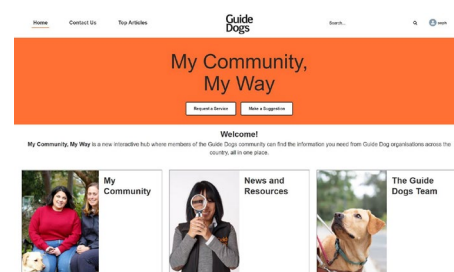 Home Contact Us Top Articles Guide Dogs Search...
My Community,
My Way
Request a Service Make a Suggestion
Welcome!
My Community, My Way is a new interactive hub where members of the Guide Dogs community can find the information you need from Guide Dog organisations across the
country, all in one place.
My
Community
News and
Resources
The Guide
Dogs Team